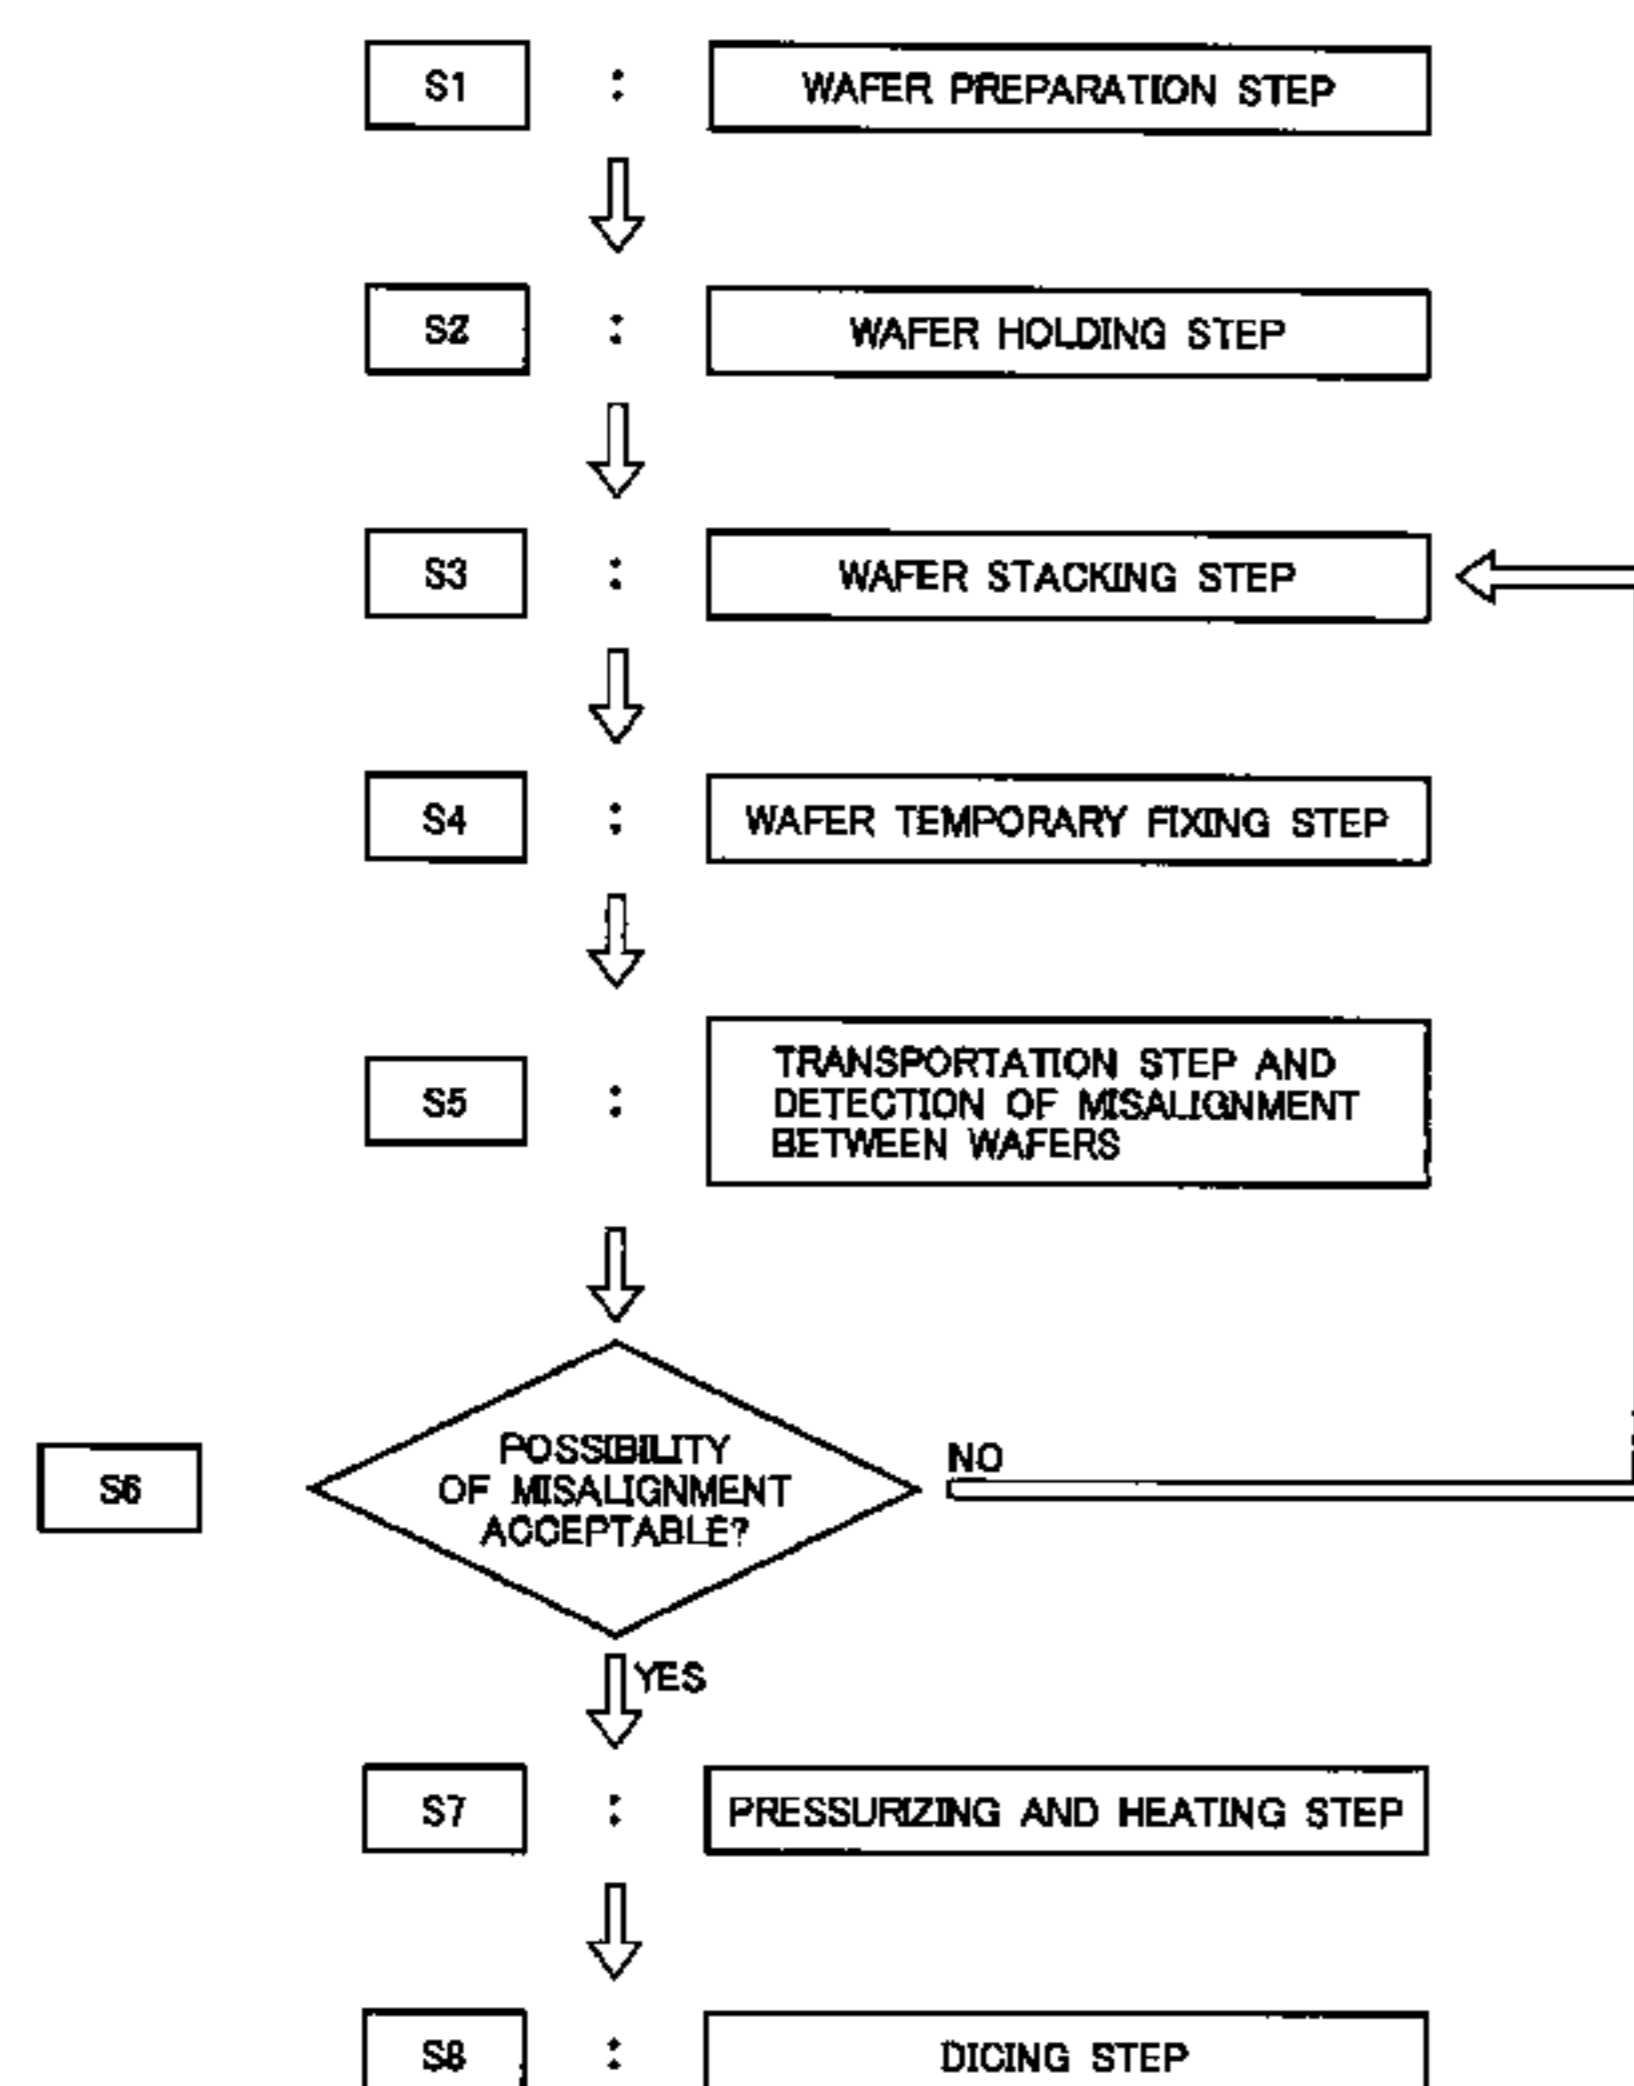 S1 : WAFER PREPARATION STEP
S2 : WAFER HOLDING STEP
S3 : WAFER STACKING STEP
S4 : WAFER TEMPORARY FIXING STEP
S5 : TRANSPORTATION STEP AND
DETECTION OF MISALIGNMENT
BETWEEN WAFERS
S6
POSSIBILITY
OF MISALIGNMENT
ACCEPTABLE?
NO
YES
S7 : PRESSURIZING AND HEATING STEP
S8 : DICING STEP